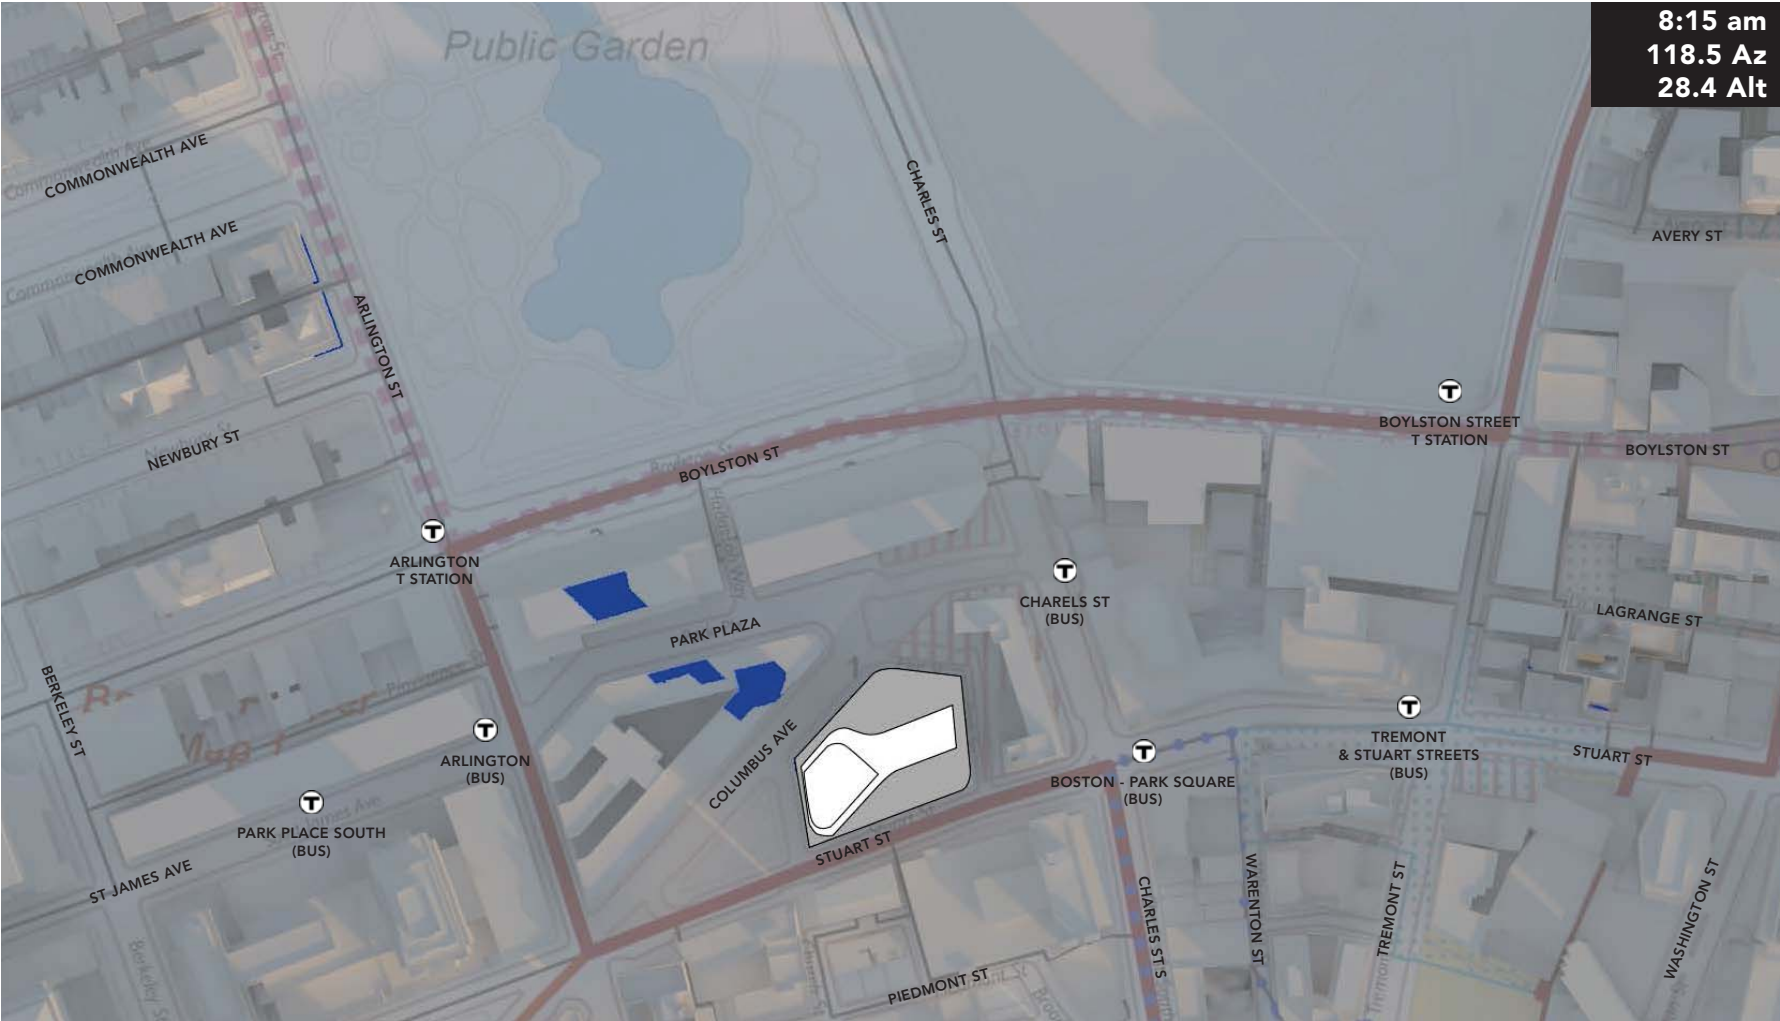 8:15 am
118.5 Az
28.4 Alt
Public Garden
COMMONWEALTH AVE
CHARLES ST
COMMONWEALTH AVE
AVERY ST
ARLINGTON ST
BOYLSTON STREET
T STATION
BOYLSTON ST
NEWBURY ST
BOYLSTON ST
T
ARLINGTON
T STATION
T
CHARELS ST
(BUS)
T
LAGRANGE ST
PARK PLAZA
BERKELEY ST
T
ARLINGTON
(BUS)
COLUMBUS AVE
T
TREMONT
& STUART STREETS
(BUS)
STUART ST
T
BOSTON - PARK SQUARE
(BUS)
T
PARK PLACE SOUTH
(BUS)
STUART ST
ST JAMES AVE
CHARLES ST S
WARENTON ST
TREMONT ST
WASHINGTON ST
PIEDMONT ST
Berkeley St